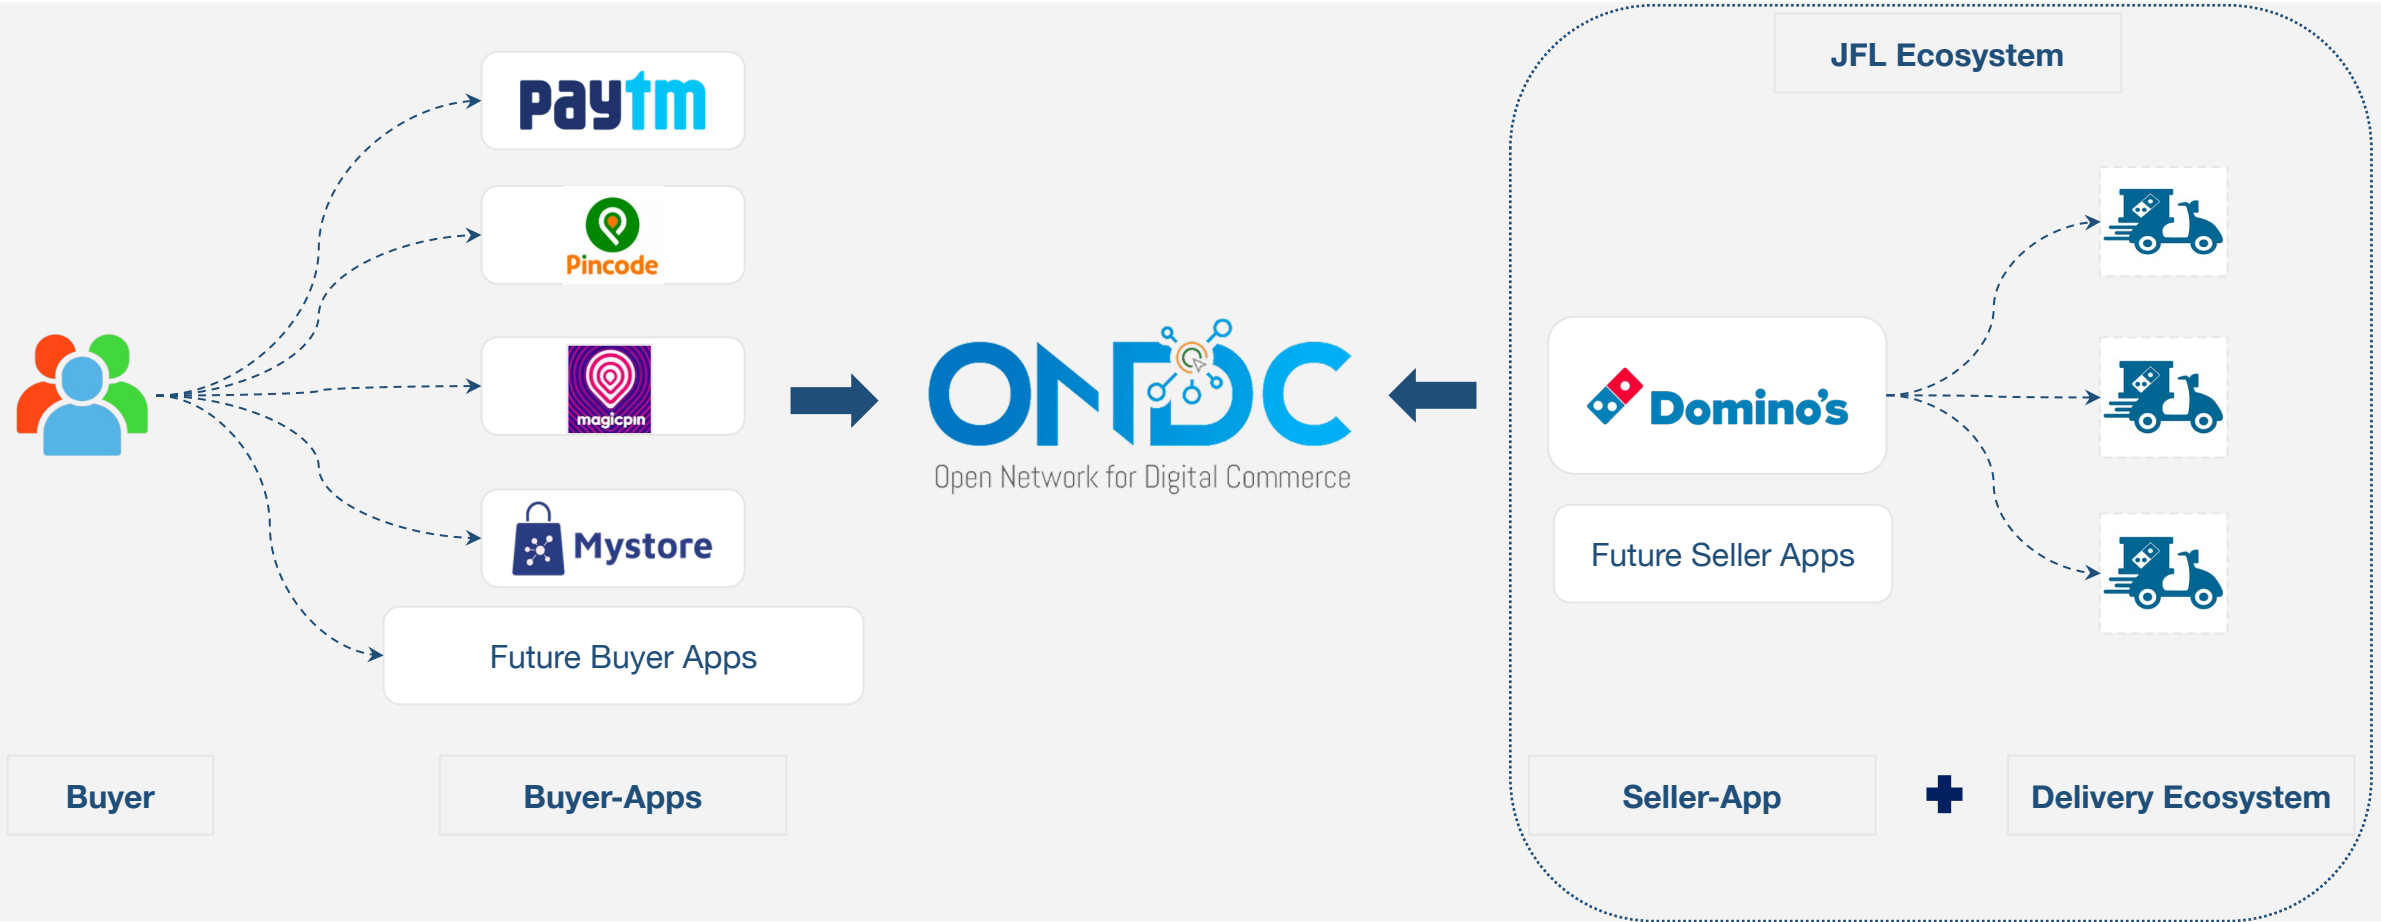 JFL Ecosystem
paytm
Pincode
magicpin
Mystore
Future Buyer Apps
ONDC
Open Network for Digital Commerce
Domino's
Future Seller Apps
Buyer
Buyer-Apps
Seller-App
Delivery Ecosystem